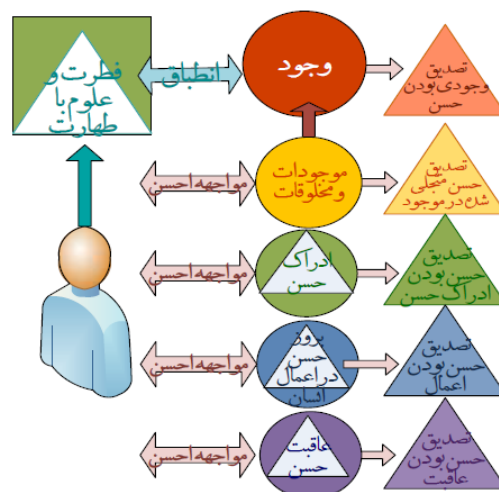 فطرت و
علوم با
طهارت
انطباق
وجود
تصدیق
وجودی بودن
حسن
مواجهه احسن
موجودات
و مخلوقات
تصدیق
حسن متجلی
شده در موجود
مواجهه احسن
ادراک
حسن
تصدیق
حسن بودن
ادراک حسن
مواجهه احسن
بروز
حسن
در اعمال
انسان
تصدیق
حسن بودن
اعمال
مواجهه احسن
عاقبت
حسن
تصدیق
حسن بودن
عاقبت